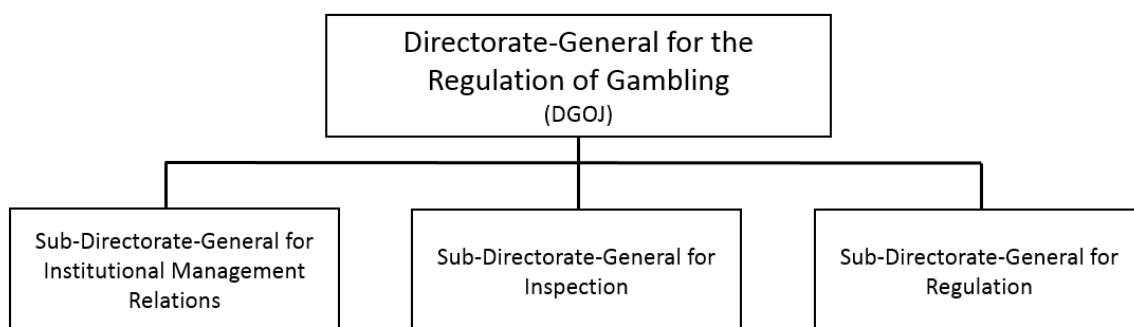 Directorate-General for the
Regulation of Gambling
(DGOJ)
Sub-Directorate-General for
Institutional Management
Relations
Sub-Directorate-General for
Inspection
Sub-Directorate-General for
Regulation